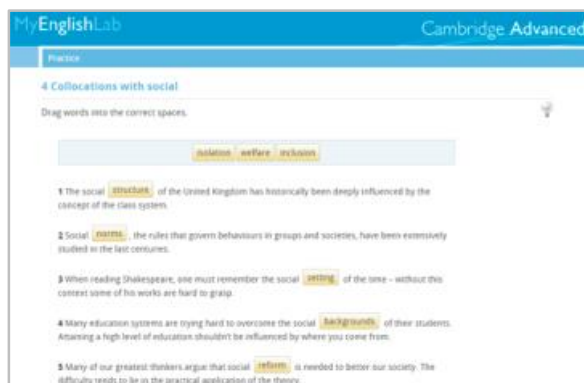 MyEnglishLab
Cambridge Advanced
Practice
4 Collocations with social
Drag words into the correct spaces.
isolation welfare inclusion
1 The social structure of the United Kingdom has historically been deeply influenced by the
concept of the class system.
2 Social norms, the rules that govern behaviours in groups and societies, have been extensively
studied in the last centuries.
3 When reading Shakespeare, one must remember the social setting of the time – without this
context some of his works are hard to grasp.
4 Many education systems are trying hard to overcome the social backgrounds of their students.
Attaining a high level of education shouldn't be influenced by where you come from.
5 Many of our greatest thinkers argue that social reform is needed to better our society. The
difficulty tends to lie in the practical application of the theory.